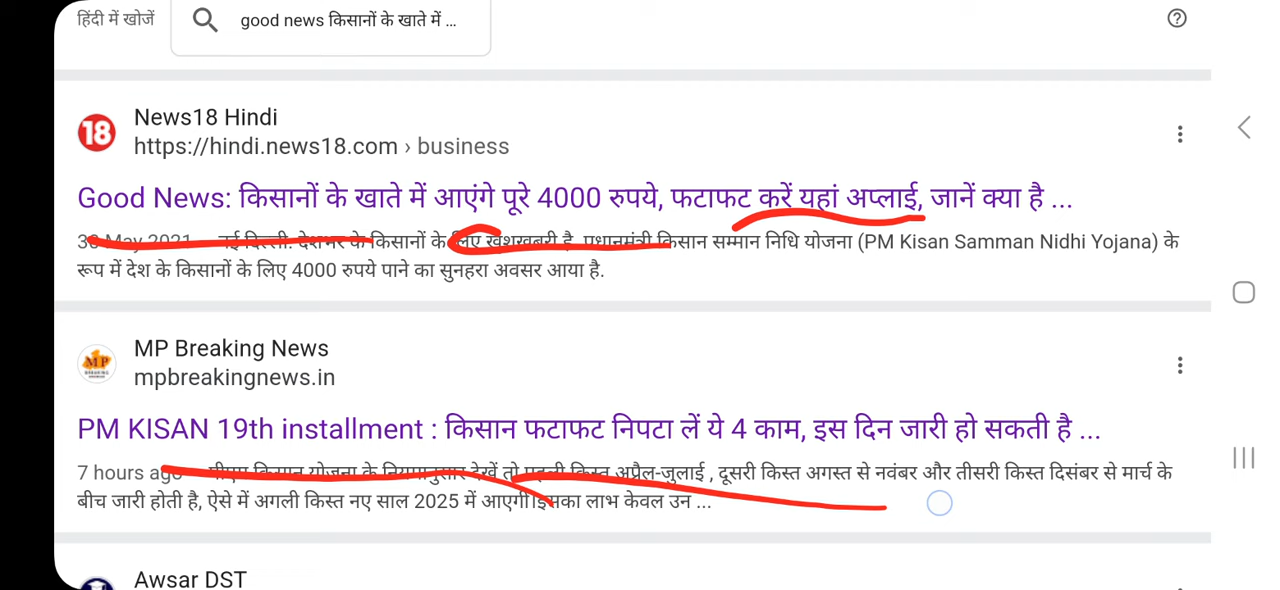 हिंदी में खोजें
good news किसानों के खाते में ...
News18 Hindi
https://hindi.news18.com › business
Good News: किसानों के खाते में आएंगे पूरे 4000 रुपये, फटाफट करें यहां अप्लाई, जानें क्या है ...
30 May 2021 — नई दिल्ली. देशभर के किसानों के लिए खुशखबरी है. प्रधानमंत्री किसान सम्मान निधि योजना (PM Kisan Samman Nidhi Yojana) के
रूप में देश के किसानों के लिए 4000 रुपये पाने का सुनहरा अवसर आया है.
MP
MP Breaking News
mpbreakingnews.in
PM KISAN 19th installment : किसान फटाफट निपटा लें ये 4 काम, इस दिन जारी हो सकती है ...
7 hours ago — पीएम किसान योजना के नियमानुसार देखें तो पहली किस्त अप्रैल-जुलाई , दूसरी किस्त अगस्त से नवंबर और तीसरी किस्त दिसंबर से मार्च के
बीच जारी होती है, ऐसे में अगली किस्त नए साल 2025 में आएगी।इसका लाभ केवल उन ...
Awsar DST